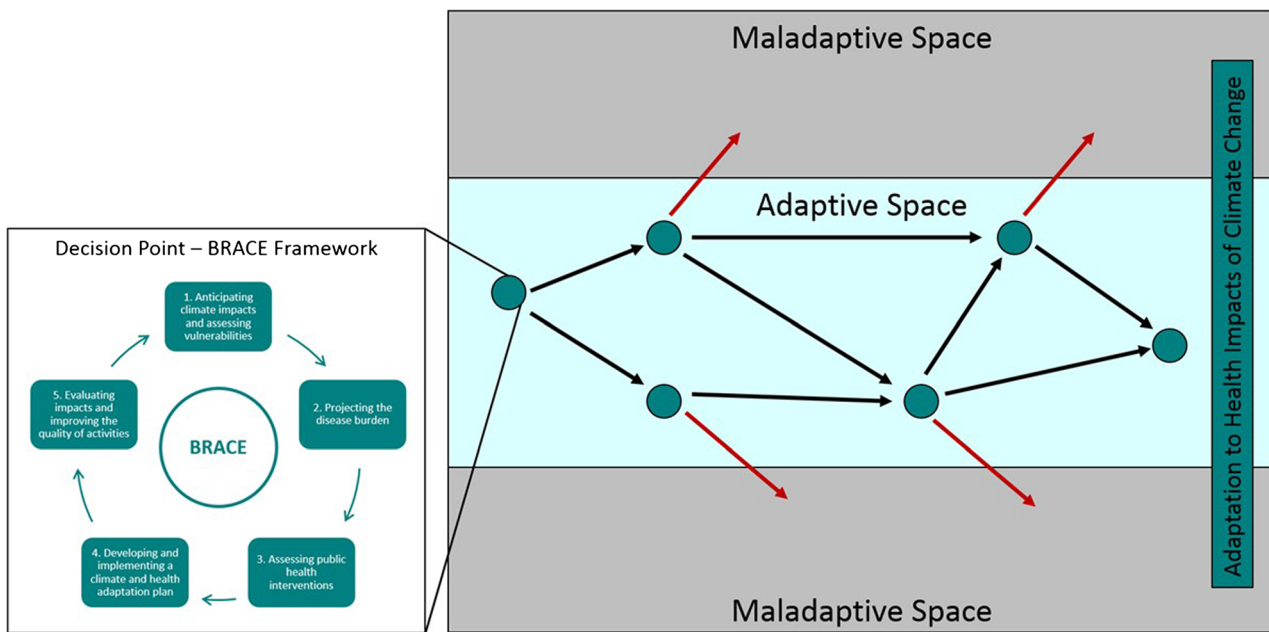 Maladaptive Space
Adaptive Space
Decision Point – BRACE Framework
1. Anticipating
climate impacts
and assessing
vulnerabilities
2. Projecting the
disease burden
3. Assessing public
health
interventions
4. Developing and
implementing a
climate and health
adaptation plan
5. Evaluating
impacts and
improving the
quality of activities
BRACE
Maladaptive Space
Adaptation to Health Impacts of Climate Change